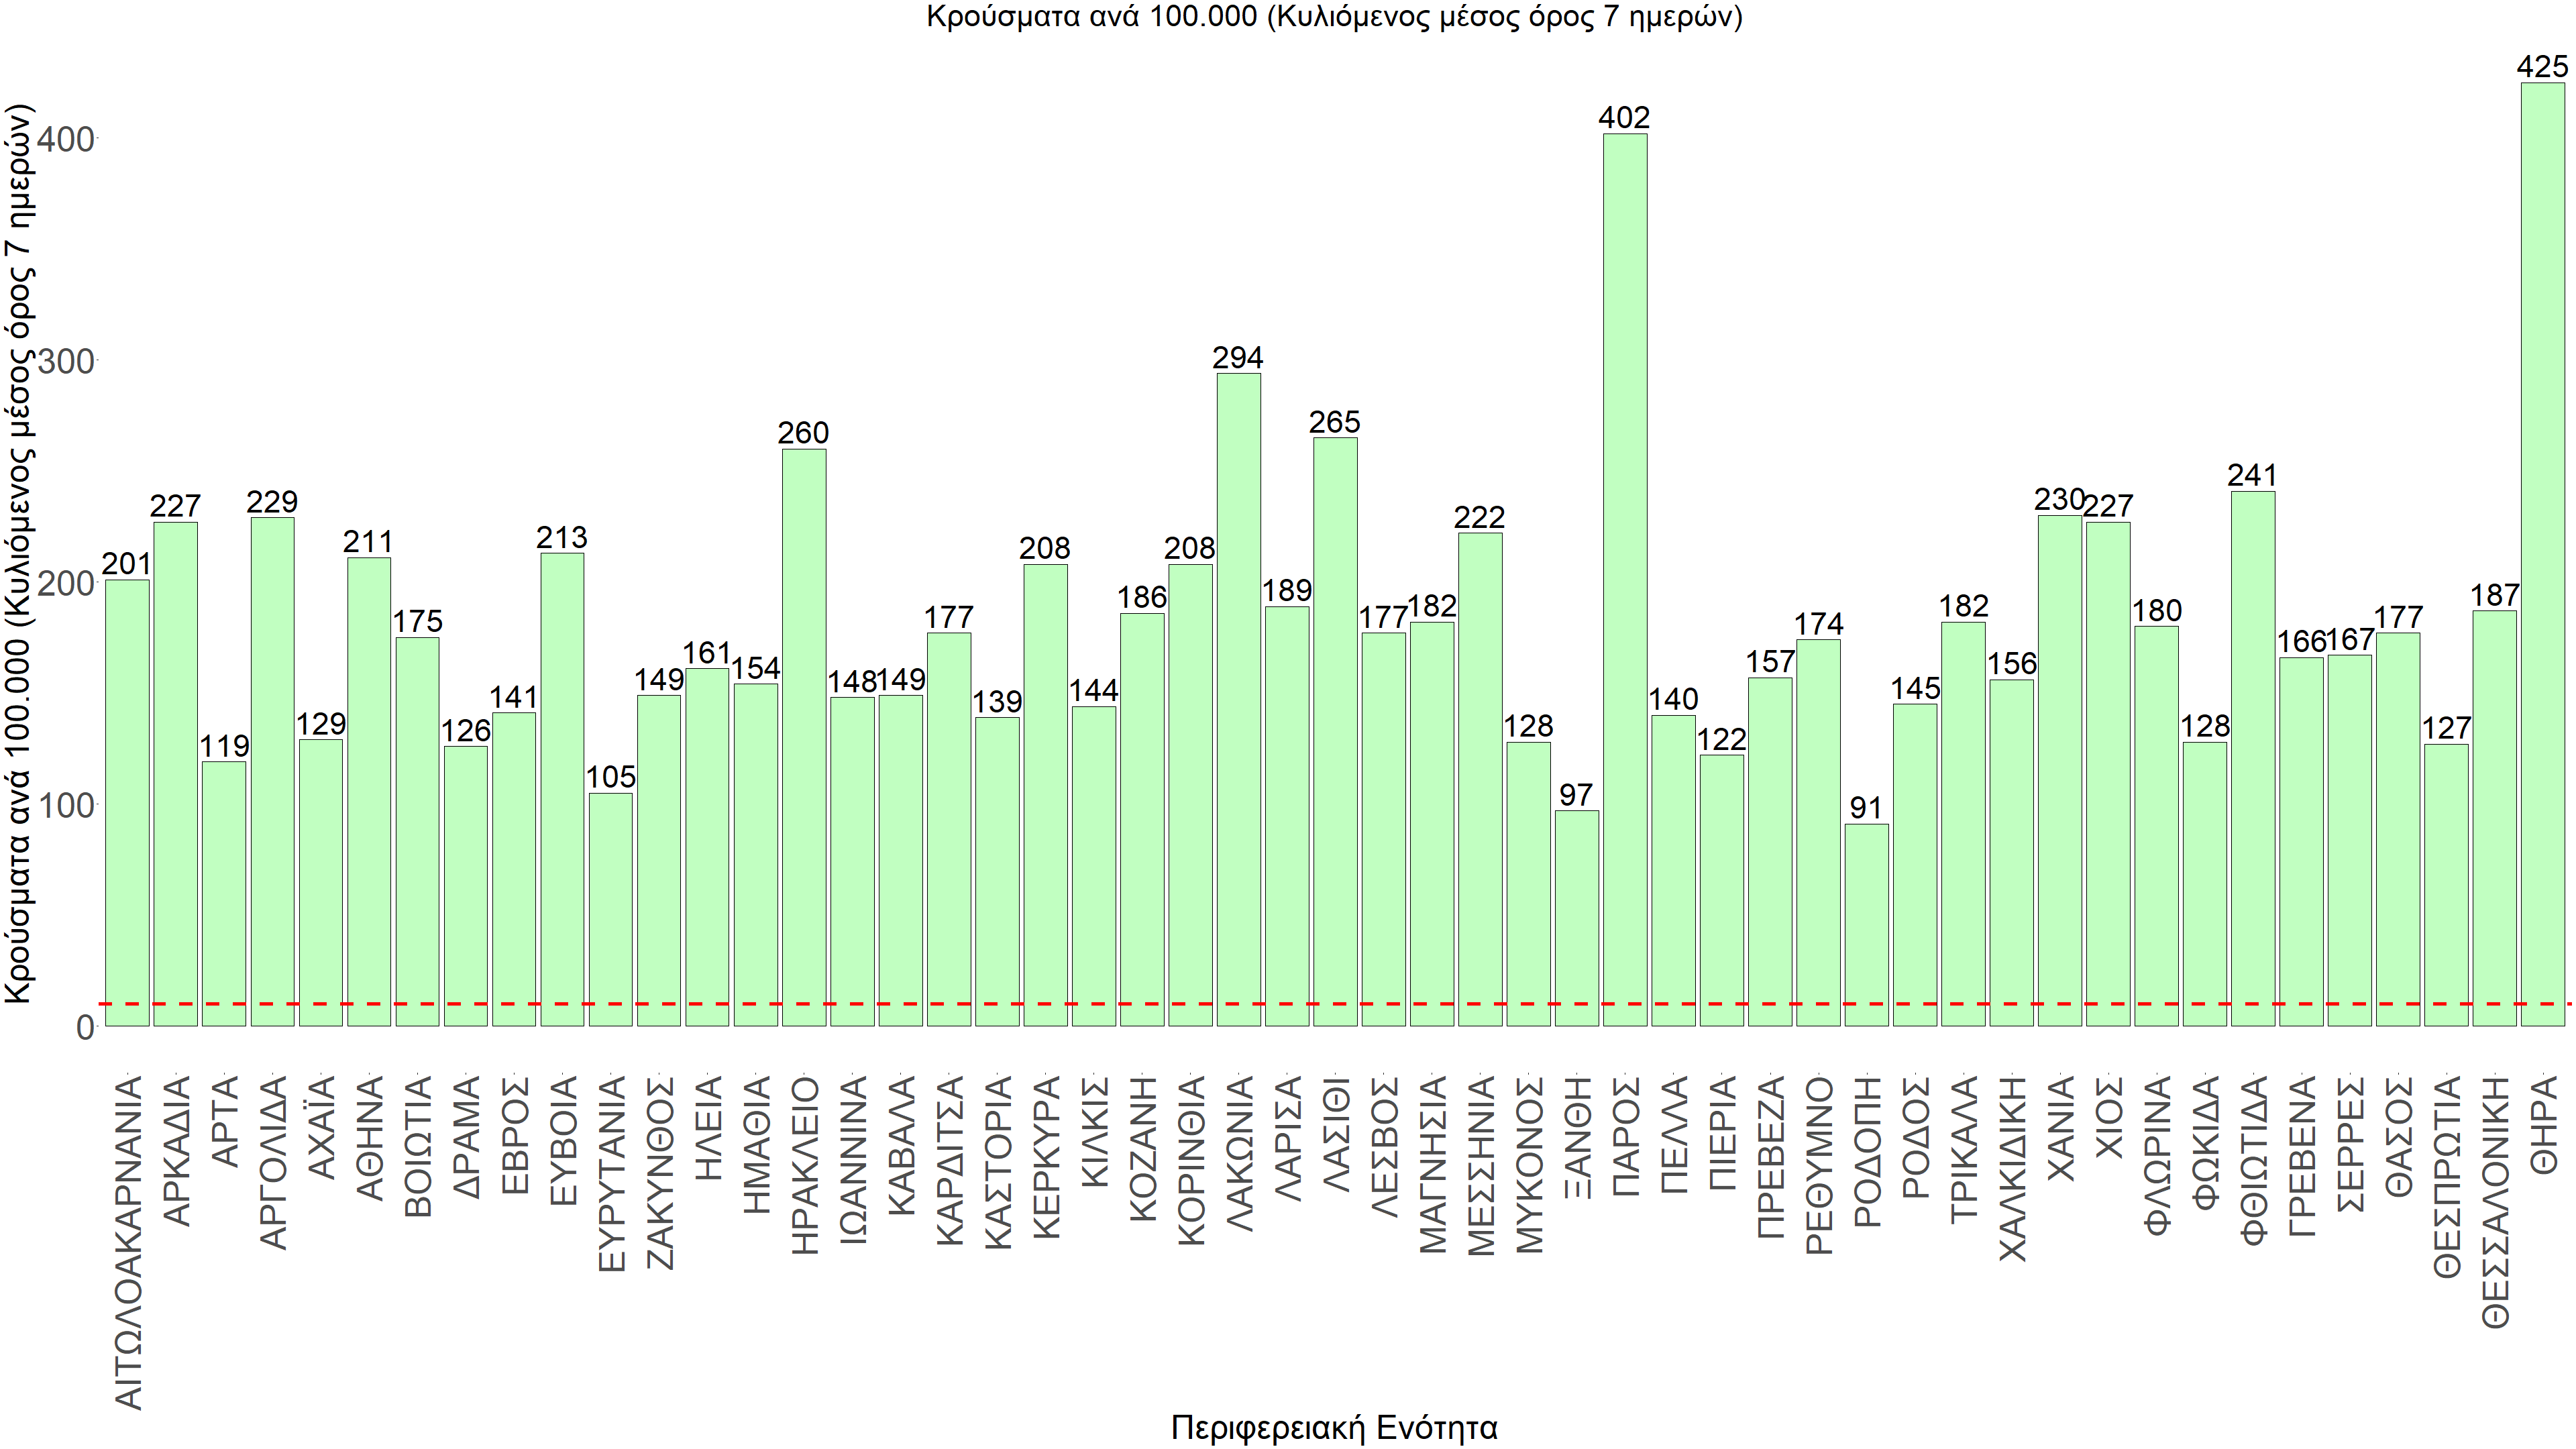 Κρούσματα ανά 100.000 (Κυλιόμενος μέσος όρος 7 ημερών)
Κρούσματα ανά 100.000 (Κυλιόμενος μέσος όρος 7 ημερών)
400
300
200
100
0
201
227
119
229
129
211
175
126
141
213
105
149
161
154
260
148
149
177
139
208
144
186
208
294
189
265
177
182
222
128
97
402
140
122
157
174
91
145
182
156
230
227
180
128
241
166
167
177
127
187
425
ΑΙΤΩΛΟΑΚΑΡΝΑΝΙΑ
ΑΡΚΑΔΙΑ
ΑΡΤΑ
ΑΡΓΟΛΙΔΑ
ΑΧΑΪΑ
ΑΘΗΝΑ
ΒΟΙΩΤΙΑ
ΔΡΑΜΑ
ΕΒΡΟΣ
ΕΥΒΟΙΑ
ΕΥΡΥΤΑΝΙΑ
ΖΑΚΥΝΘΟΣ
ΗΛΕΙΑ
ΗΜΑΘΙΑ
ΗΡΑΚΛΕΙΟ
ΙΩΑΝΝΙΝΑ
ΚΑΒΑΛΑ
ΚΑΡΔΙΤΣΑ
ΚΑΣΤΟΡΙΑ
ΚΕΡΚΥΡΑ
ΚΙΛΚΙΣ
ΚΟΖΑΝΗ
ΚΟΡΙΝΘΙΑ
ΛΑΚΩΝΙΑ
ΛΑΡΙΣΑ
ΛΑΣΙΘΙ
ΛΕΣΒΟΣ
ΜΑΓΝΗΣΙΑ
ΜΕΣΣΗΝΙΑ
ΜΥΚΟΝΟΣ
ΞΑΝΘΗ
ΠΑΡΟΣ
ΠΕΛΛΑ
ΠΙΕΡΙΑ
ΠΡΕΒΕΖΑ
ΡΕΘΥΜΝΟ
ΡΟΔΟΠΗ
ΡΟΔΟΣ
ΤΡΙΚΑΛΑ
ΧΑΛΚΙΔΙΚΗ
ΧΑΝΙΑ
ΧΙΟΣ
ΦΛΩΡΙΝΑ
ΦΩΚΙΔΑ
ΦΘΙΩΤΙΔΑ
ΓΡΕΒΕΝΑ
ΣΕΡΡΕΣ
ΘΑΣΟΣ
ΘΕΣΠΡΩΤΙΑ
ΘΕΣΣΑΛΟΝΙΚΗ
ΘΗΡΑ
Περιφερειακή Ενότητα